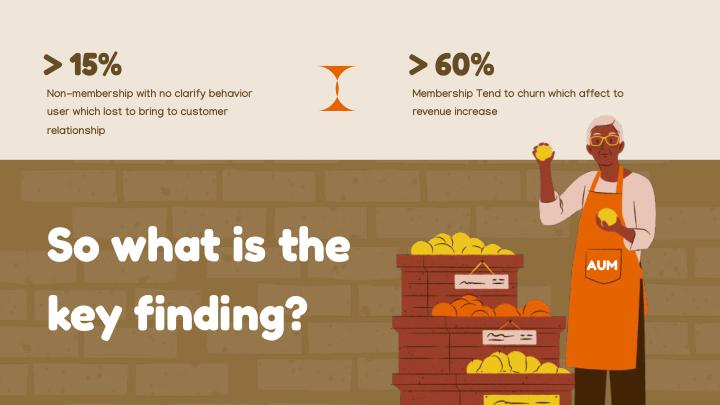 > 15%
Non-membership with no clarify behavior
user which lost to bring to customer
relationship
> 60%
Membership Tend to churn which affect to
revenue increase
So what is the
key finding?
AUM